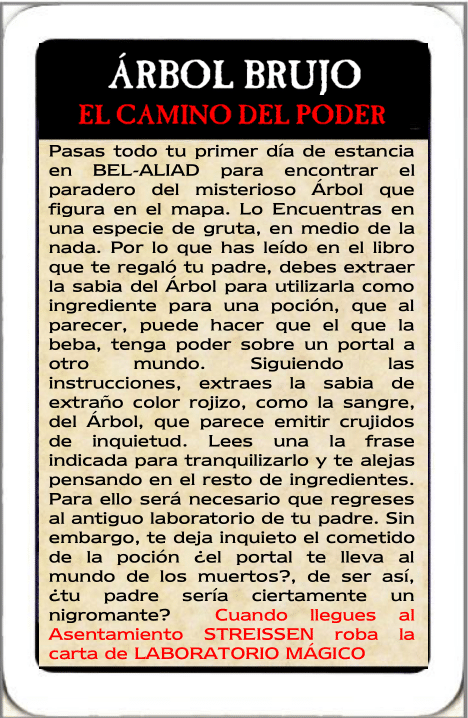 ÁRBOL BRUJO
EL CAMINO DEL PODER
Pasas todo tu primer día de estancia
en BEL-ALIAD para encontrar el
paradero del misterioso Árbol que
figura en el mapa. Lo Encuentras en
una especie de gruta, en medio de la
nada. Por lo que has leído en el libro
que te regaló tu padre, debes extraer
la sabia del Árbol para utilizarla como
ingrediente para una poción, que al
parecer, puede hacer que el que la
beba, tenga poder sobre un portal a
otro mundo. Siguiendo las
instrucciones, extraes la sabia de
extraño color rojizo, como la sangre,
del Árbol, que parece emitir crujidos
de inquietud. Lees una la frase
indicada para tranquilizarlo y te alejas
pensando en el resto de ingredientes.
Para ello será necesario que regreses
al antiguo laboratorio de tu padre. Sin
embargo, te deja inquieto el cometido
de la poción ¿el portal te lleva al
mundo de los muertos?, de ser así,
¿tu padre sería ciertamente un
nigromante? Cuando llegues al
Asentamiento STREISSEN roba la
carta de LABORATORIO MÁGICO